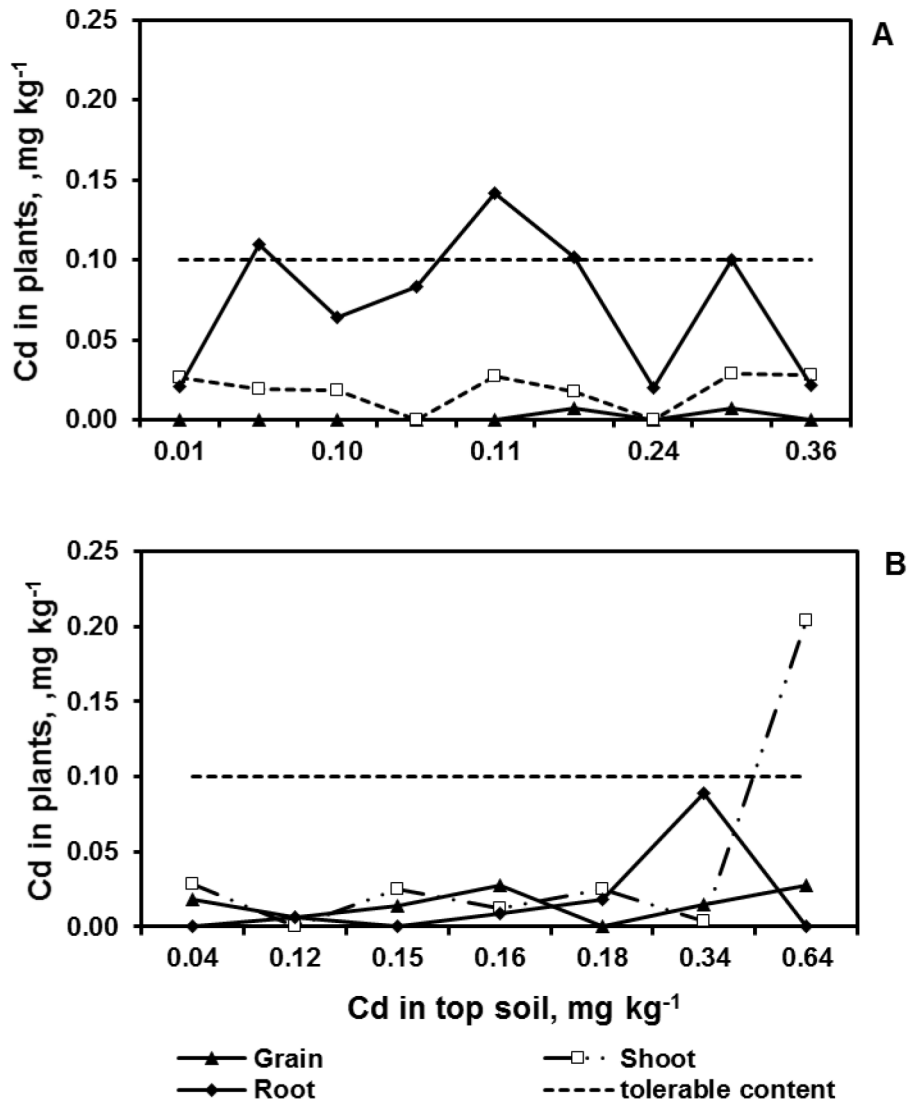 A
Cd in plants, ,mg kg⁻¹
0.25
0.20
0.15
0.10
0.05
0.00
0.01 0.10 0.11 0.24 0.36
B
Cd in plants, ,mg kg⁻¹
0.25
0.20
0.15
0.10
0.05
0.00
0.04 0.12 0.15 0.16 0.18 0.34 0.64
Cd in top soil, mg kg⁻¹
Grain Shoot
Root tolerable content